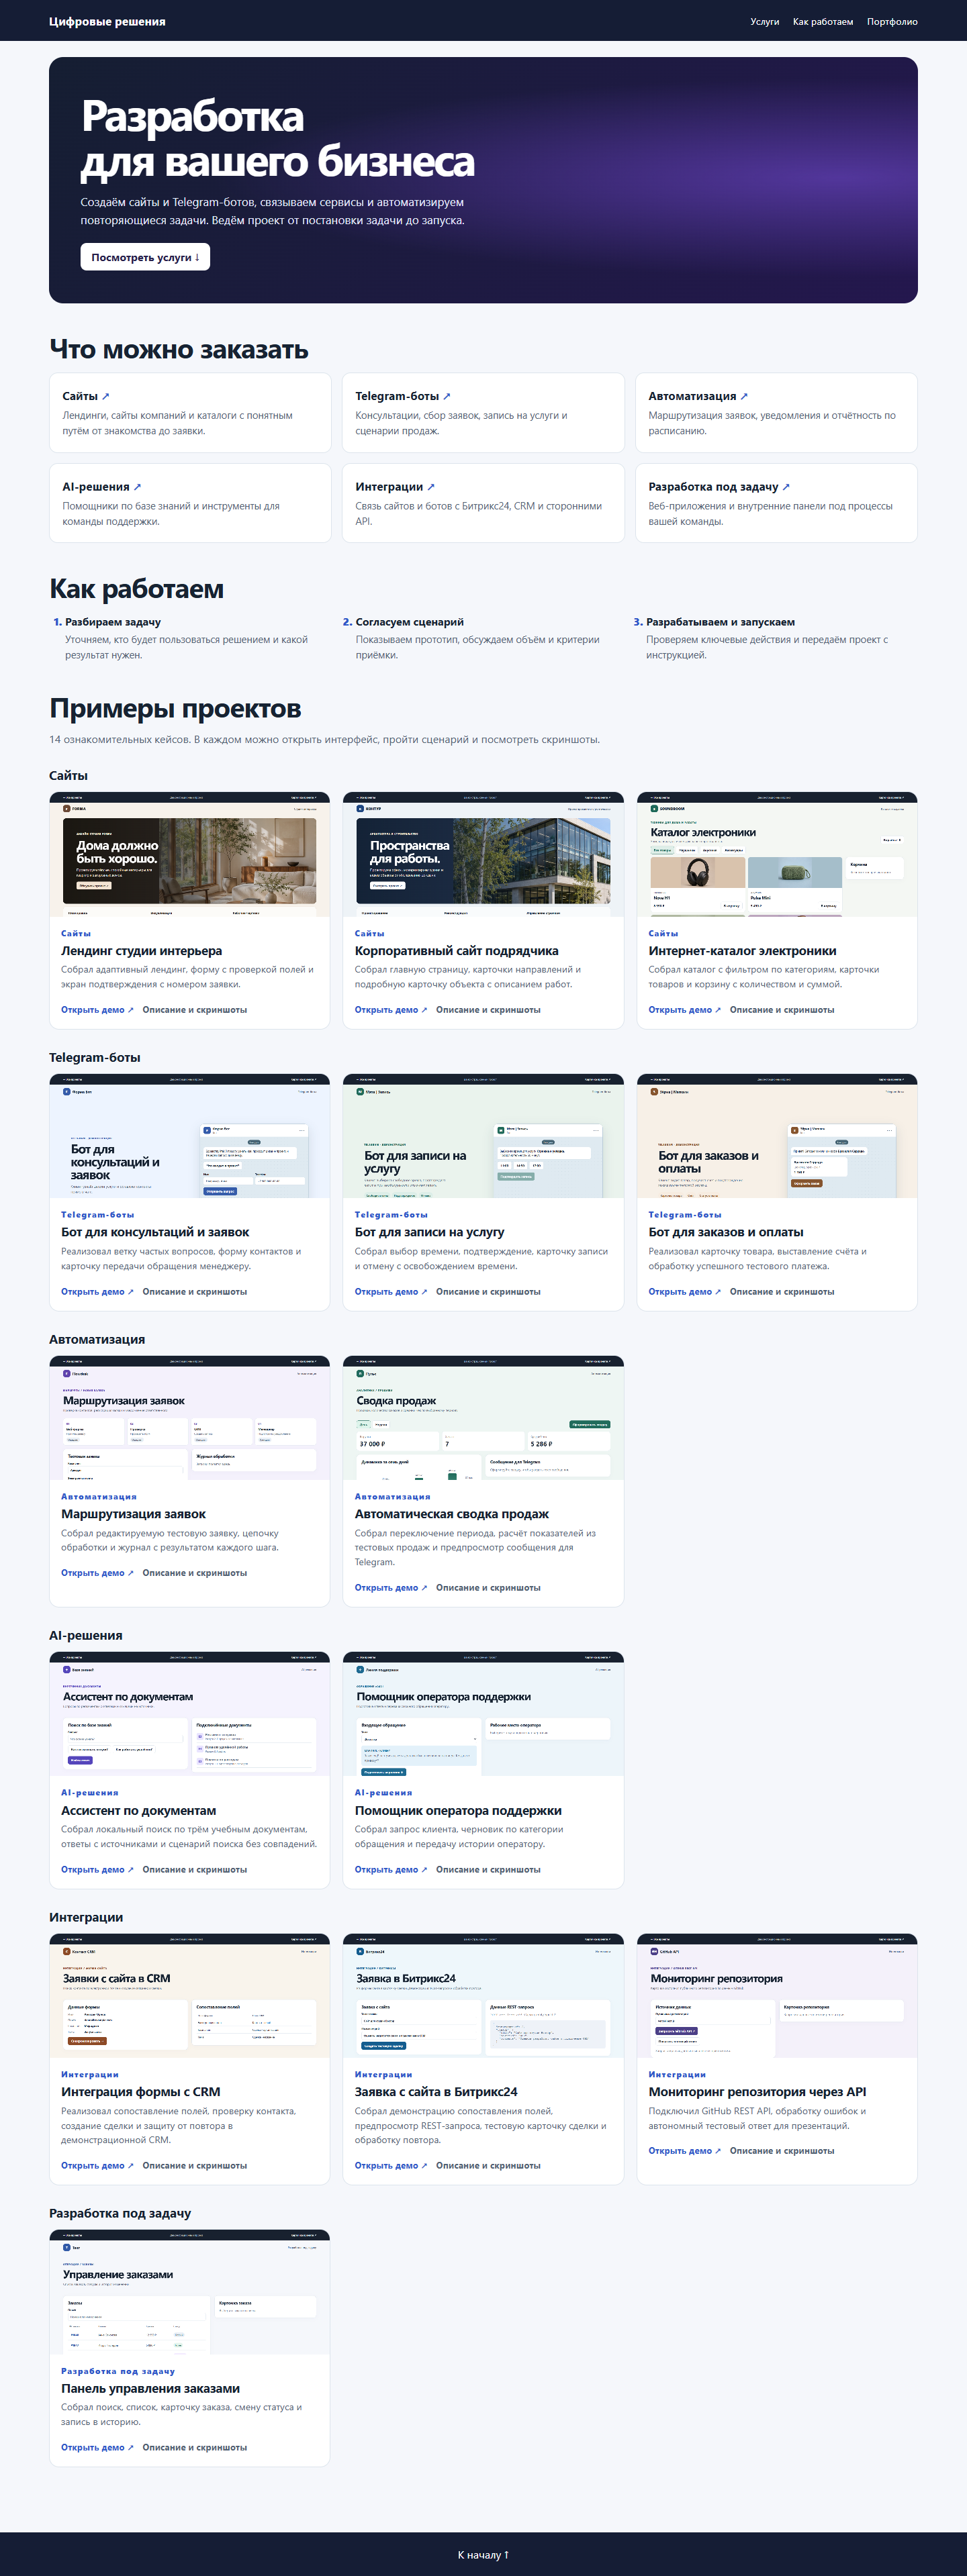 Цифровые решения
Услуги
Как работаем
Портфолио
Разработка
для вашего бизнеса
Создаём сайты и Telegram-ботов, связываем сервисы и автоматизируем
повторяющиеся задачи. Ведём проект от постановки задачи до запуска.
Посмотреть услуги ↓
Что можно заказать
Сайты ↗
Лендинги, сайты компаний и каталоги с понятным
путём от знакомства до заявки.
Telegram-боты ↗
Консультации, сбор заявок, запись на услуги и
сценарии продаж.
Автоматизация ↗
Маршрутизация заявок, уведомления и отчётность по
расписанию.
AI-решения ↗
Помощники по базе знаний и инструменты для
команды поддержки.
Интеграции ↗
Связь сайтов и ботов с Битрикс24, CRM и сторонними
API.
Разработка под задачу ↗
Веб-приложения и внутренние панели под процессы
вашей команды.
Как работаем
1. Разбираем задачу
Уточняем, кто будет пользоваться решением и какой
результат нужен.
2. Согласуем сценарий
Показываем прототип, обсуждаем объём и критерии
приёмки.
3. Разрабатываем и запускаем
Проверяем ключевые действия и передаём проект с
инструкцией.
Примеры проектов
14 ознакомительных кейсов. В каждом можно открыть интерфейс, пройти сценарий и посмотреть скриншоты.
Сайты
Дома должно
быть хорошо.
Сайты
Лендинг студии интерьера
Собрал адаптивный лендинг, форму с проверкой полей и
экран подтверждения с номером заявки.
Открыть демо ↗ Описание и скриншоты
Пространства
для работы.
Сайты
Корпоративный сайт подрядчика
Собрал главную страницу, карточки направлений и
подробную карточку объекта с описанием работ.
Открыть демо ↗ Описание и скриншоты
Каталог электроники
Nova H1
Pulse Mini
Сайты
Интернет-каталог электроники
Собрал каталог с фильтром по категориям, карточки
товаров и корзину с количеством и суммой.
Открыть демо ↗ Описание и скриншоты
Telegram-боты
Бот для
консультаций и
заявок
Telegram-боты
Бот для консультаций и заявок
Реализовал ветку частых вопросов, форму контактов и
карточку передачи обращения менеджеру.
Открыть демо ↗ Описание и скриншоты
Бот для записи на
услугу
Telegram-боты
Бот для записи на услугу
Собрал выбор времени, подтверждение, карточку записи
и отмену с освобождением времени.
Открыть демо ↗ Описание и скриншоты
Бот для заказов и
оплаты
Telegram-боты
Бот для заказов и оплаты
Реализовал карточку товара, выставление счёта и
обработку успешного тестового платежа.
Открыть демо ↗ Описание и скриншоты
Автоматизация
Маршрутизация заявок
Автоматизация
Маршрутизация заявок
Собрал редактируемую тестовую заявку, цепочку
обработки и журнал с результатом каждого шага.
Открыть демо ↗ Описание и скриншоты
Сводка продаж
37 000 ₽
7
5 286 ₽
Автоматизация
Автоматическая сводка продаж
Собрал переключение периода, расчёт показателей из
тестовых продаж и предпросмотр сообщения для
Telegram.
Открыть демо ↗ Описание и скриншоты
AI-решения
Ассистент по документам
AI-решения
Ассистент по документам
Собрал локальный поиск по трём учебным документам,
ответы с источниками и сценарий поиска без совпадений.
Открыть демо ↗ Описание и скриншоты
Помощник оператора поддержки
AI-решения
Помощник оператора поддержки
Собрал запрос клиента, черновик по категории
обращения и передачу истории оператору.
Открыть демо ↗ Описание и скриншоты
Интеграции
Заявки с сайта в CRM
Интеграции
Интеграция формы с CRM
Реализовал сопоставление полей, проверку контакта,
создание сделки и защиту от повтора в
демонстрационной CRM.
Открыть демо ↗ Описание и скриншоты
Заявка в Битрикс24
Интеграции
Заявка с сайта в Битрикс24
Собрал демонстрацию сопоставления полей,
предпросмотр REST-запроса, тестовую карточку сделки и
обработку повтора.
Открыть демо ↗ Описание и скриншоты
Мониторинг репозитория
Интеграции
Мониторинг репозитория через API
Подключил GitHub REST API, обработку ошибок и
автономный тестовый ответ для презентаций.
Открыть демо ↗ Описание и скриншоты
Разработка под задачу
Управление заказами
Разработка под задачу
Панель управления заказами
Собрал поиск, список, карточку заказа, смену статуса и
запись в историю.
Открыть демо ↗ Описание и скриншоты
К началу ↑